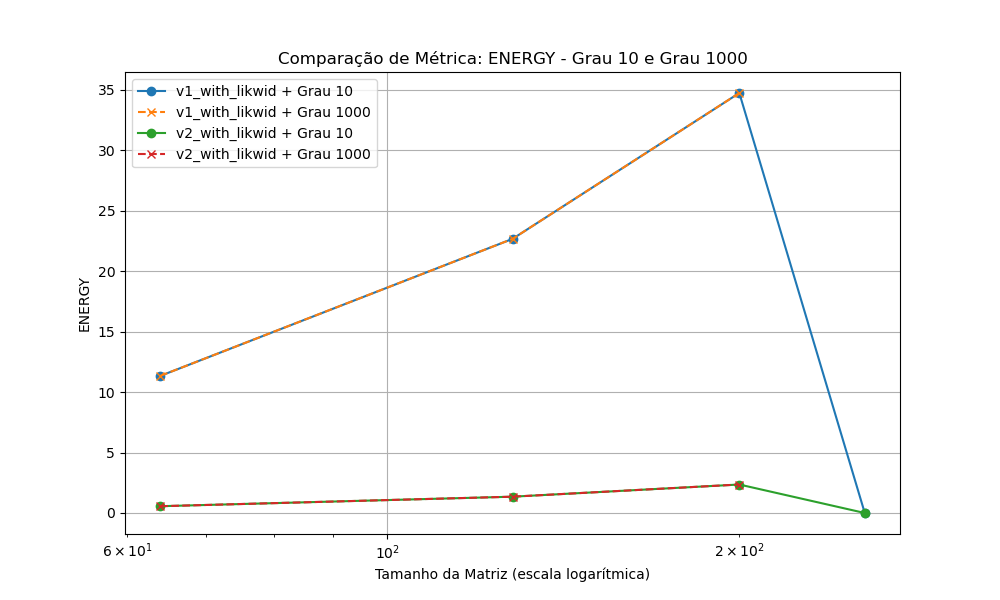 Comparação de Métrica: ENERGY - Grau 10 e Grau 1000
v1_with_likwid + Grau 10
v1_with_likwid + Grau 1000
v2_with_likwid + Grau 10
v2_with_likwid + Grau 1000
ENERGY
35
30
25
20
15
10
5
0
6 × 10¹
10²
2 × 10²
Tamanho da Matriz (escala logarítmica)